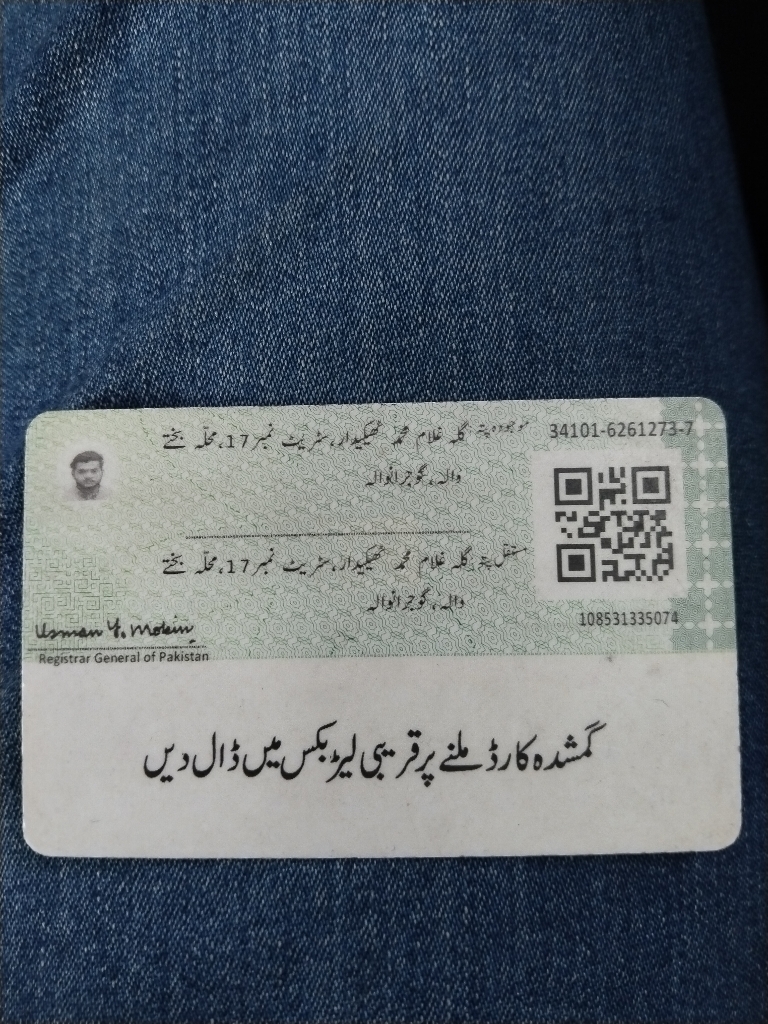 34101-6261273-7
موجودہ پتہ گلہ غلام محمد ٹھیکیدار، سٹریٹ نمبر 17، محلہ بختے
والہ، گوجرانوالہ
مستقل پتہ گلہ غلام محمد ٹھیکیدار، سٹریٹ نمبر 17، محلہ بختے
والہ، گوجرانوالہ
108531335074
Usman Y. Mobin
Registrar General of Pakistan
گمشدہ کارڈ ملنے پر قریبی لیٹر بکس میں ڈال دیں